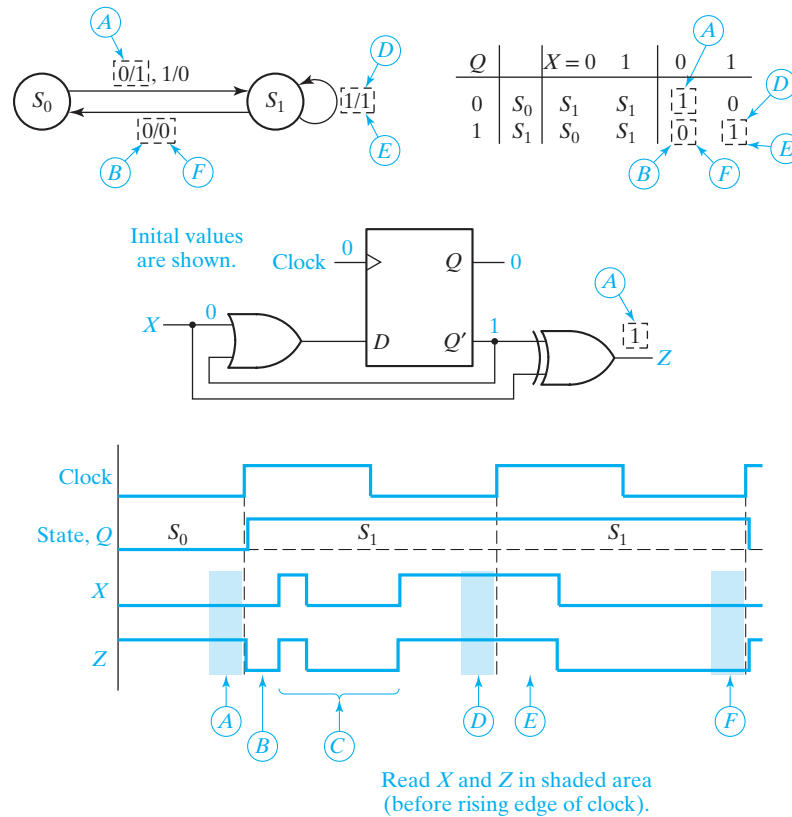 A
0/1, 1/0
S0
S1
1/1
D
E
0/0
B
F
Q X = 0 1 0 1
0 S0 S1 S1 1 0
1 S1 S0 S1 0 1
A
D
E
B
F
Inital values
are shown.
Clock
0
Q
0
X
0
D
Q′
1
A
1
Z
Clock
State, Q
S0
S1
S1
X
Z
A
B
C
D
E
F
Read X and Z in shaded area
(before rising edge of clock).